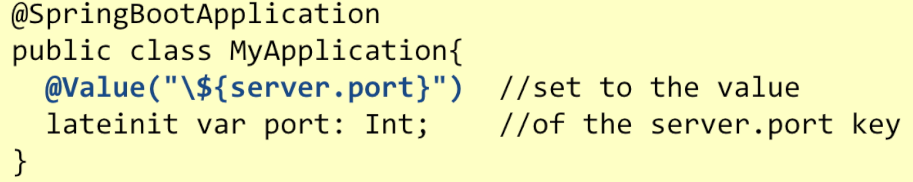 @SpringBootApplication
public class MyApplication{
  @Value("\${server.port}")  //set to the value
  lateinit var port: Int;    //of the server.port key
}